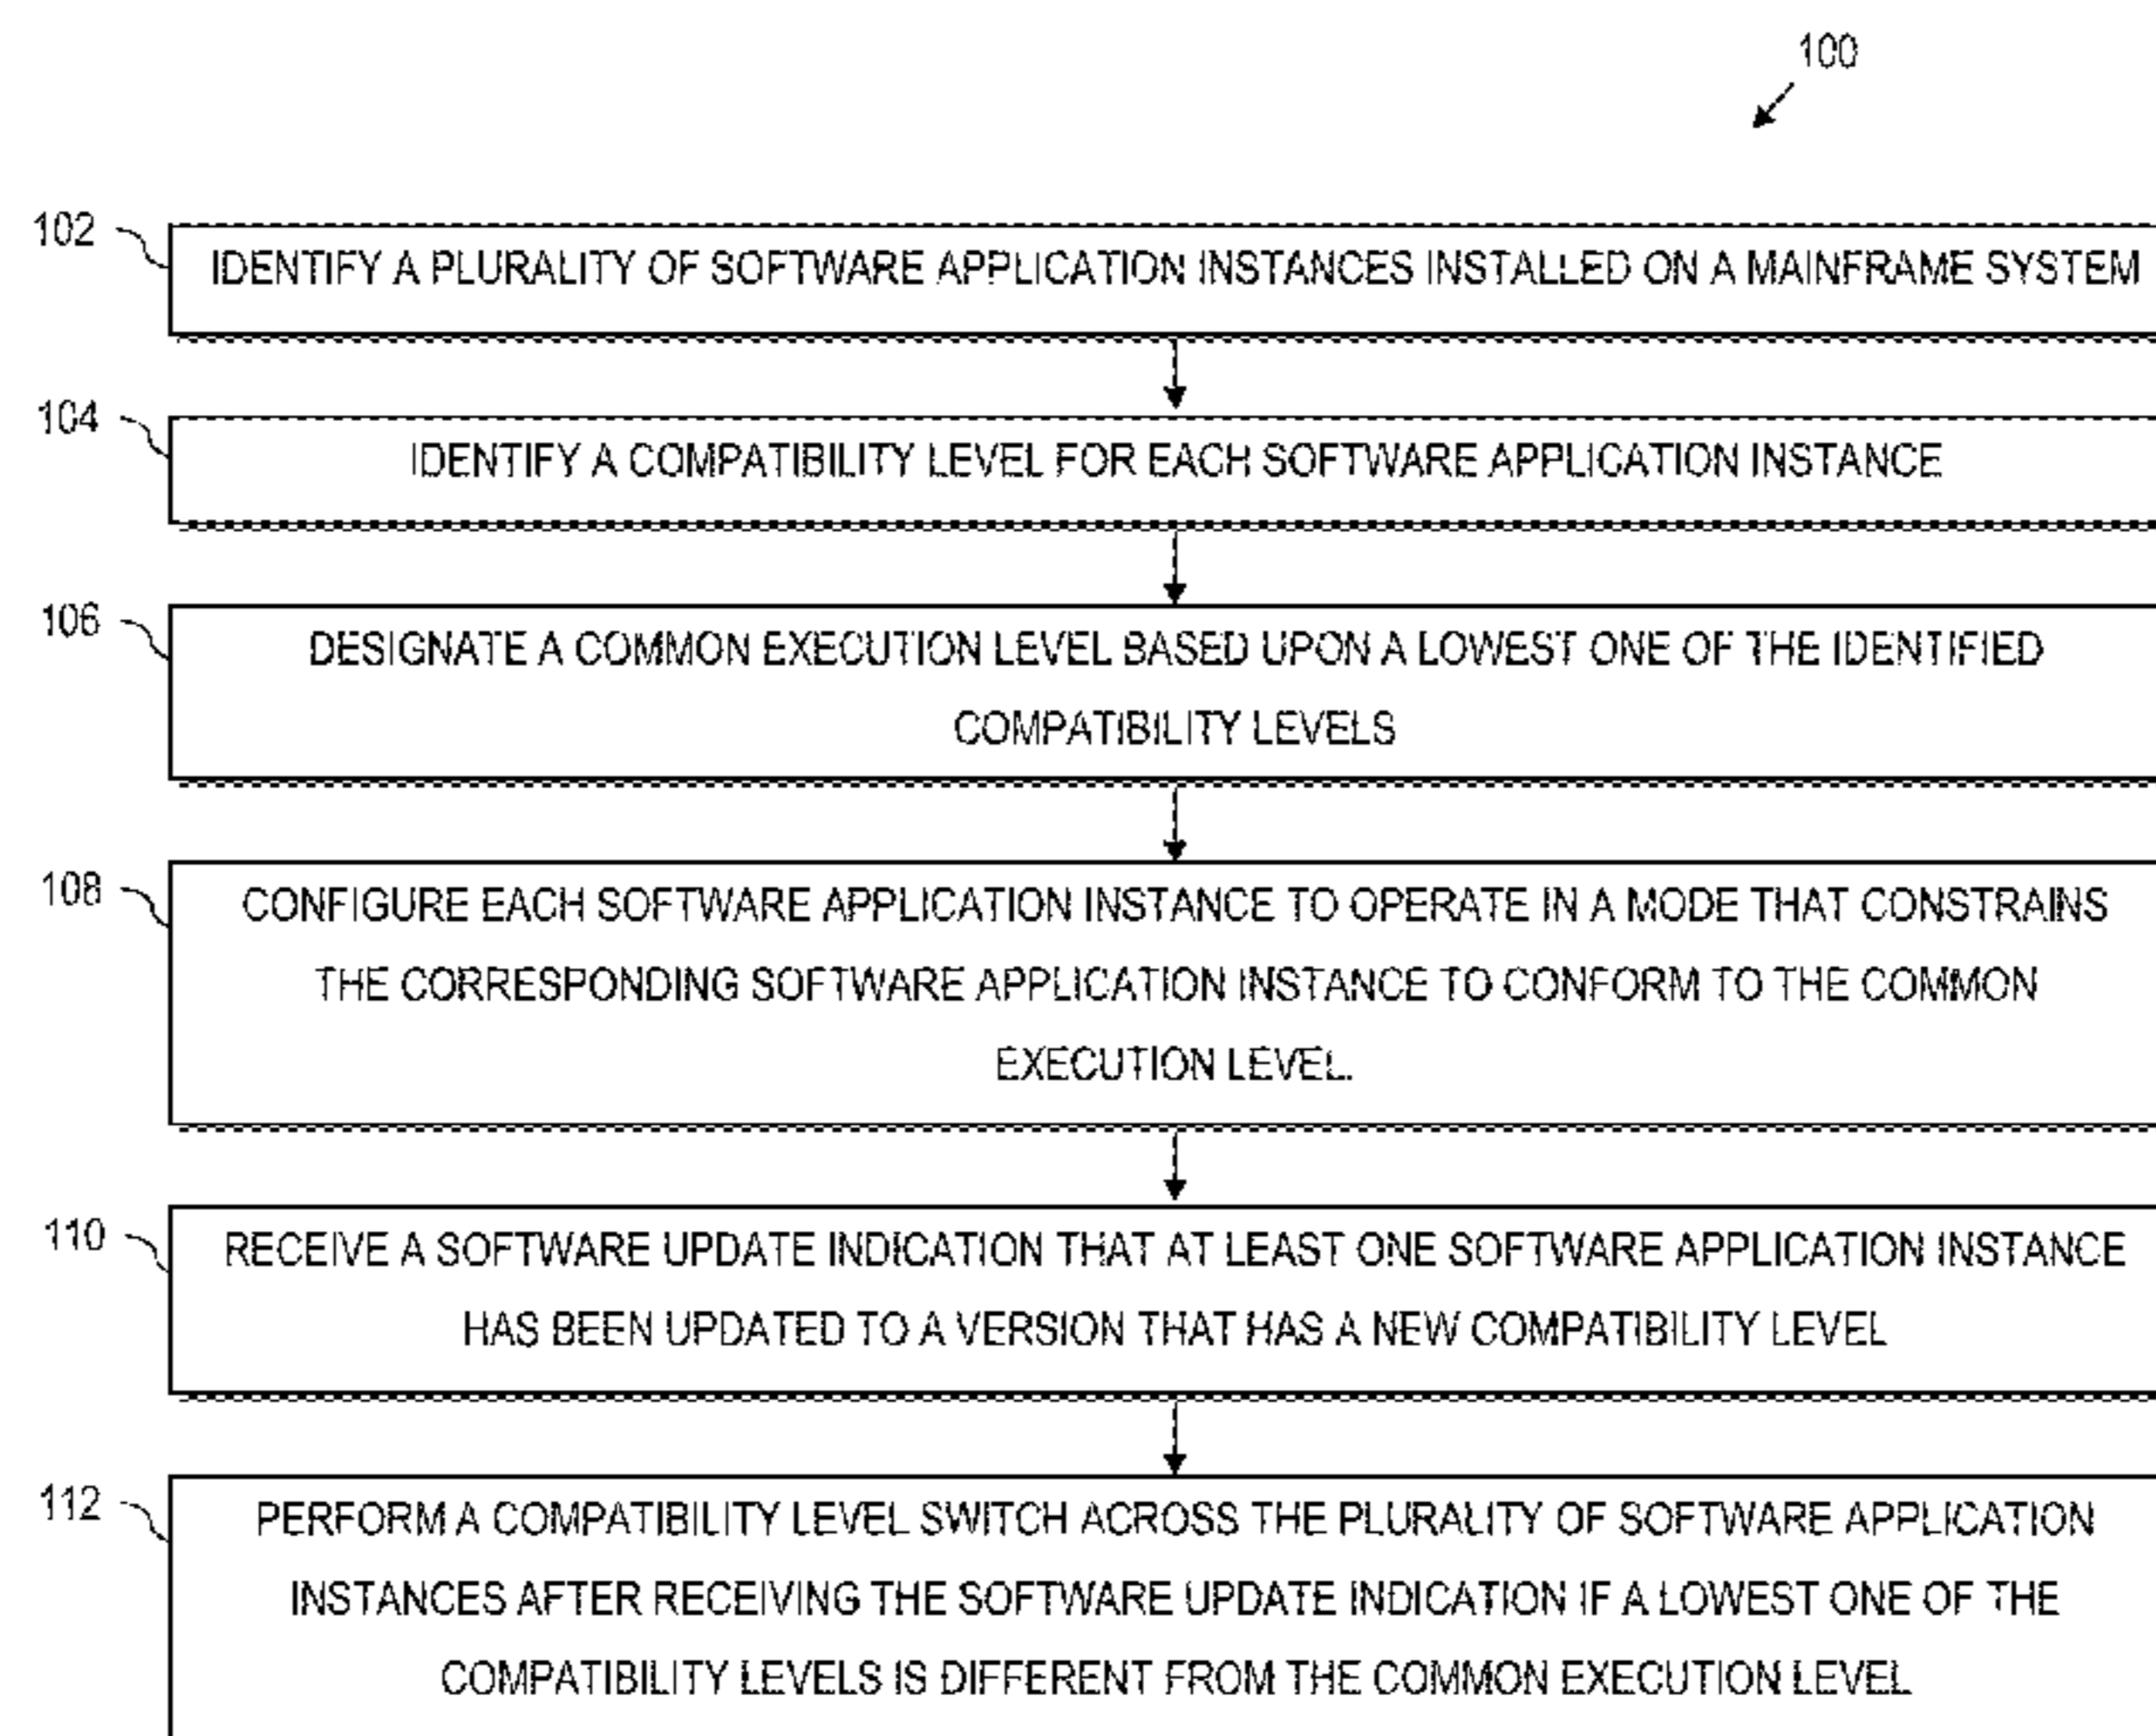 100
102
IDENTIFY A PLURALITY OF SOFTWARE APPLICATION INSTANCES INSTALLED ON A MAINFRAME SYSTEM
104
IDENTIFY A COMPATIBILITY LEVEL FOR EACH SOFTWARE APPLICATION INSTANCE
106
DESIGNATE A COMMON EXECUTION LEVEL BASED UPON A LOWEST ONE OF THE IDENTIFIED
COMPATIBILITY LEVELS
108
CONFIGURE EACH SOFTWARE APPLICATION INSTANCE TO OPERATE IN A MODE THAT CONSTRAINS
THE CORRESPONDING SOFTWARE APPLICATION INSTANCE TO CONFORM TO THE COMMON
EXECUTION LEVEL.
110
RECEIVE A SOFTWARE UPDATE INDICATION THAT AT LEAST ONE SOFTWARE APPLICATION INSTANCE
HAS BEEN UPDATED TO A VERSION THAT HAS A NEW COMPATIBILITY LEVEL
112
PERFORM A COMPATIBILITY LEVEL SWITCH ACROSS THE PLURALITY OF SOFTWARE APPLICATION
INSTANCES AFTER RECEIVING THE SOFTWARE UPDATE INDICATION IF A LOWEST ONE OF THE
COMPATIBILITY LEVELS IS DIFFERENT FROM THE COMMON EXECUTION LEVEL